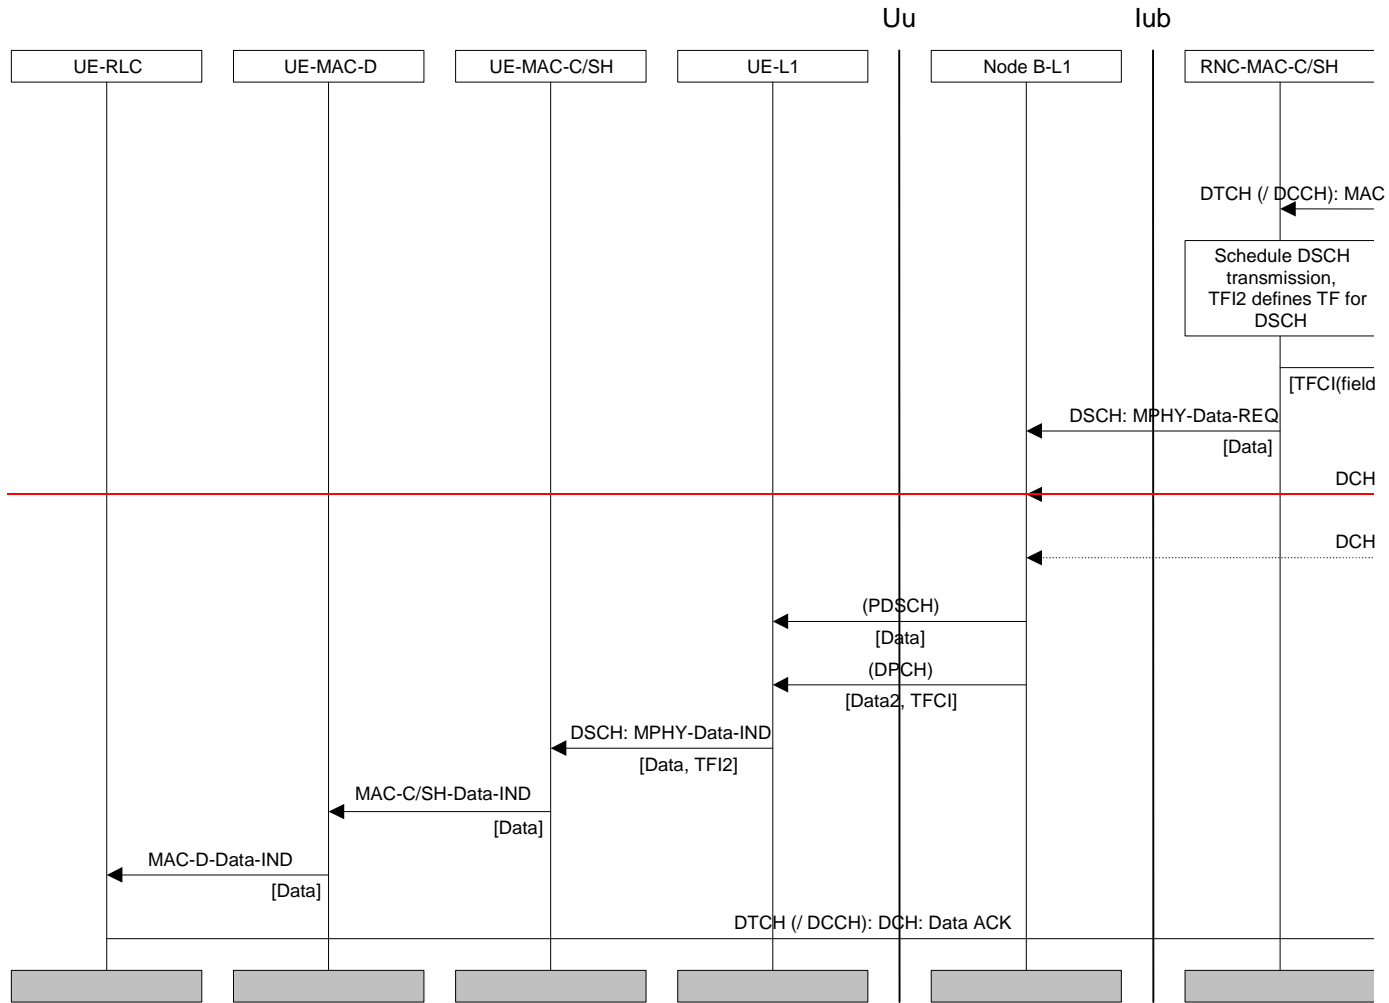 Uu
Iub
UE-RLC
UE-MAC-D
UE-MAC-C/SH
UE-L1
Node B-L1
RNC-MAC-C/SH
DTCH (/ DCCH): MAC
Schedule DSCH
transmission,
TFI2 defines TF for
DSCH
[TFCI(field
DSCH: MPHY-Data-REQ
[Data]
DCH
DCH
(PDSCH)
[Data]
(DPCH)
[Data2, TFCI]
DSCH: MPHY-Data-IND
[Data, TFI2]
MAC-C/SH-Data-IND
[Data]
MAC-D-Data-IND
[Data]
DTCH (/ DCCH): DCH: Data ACK